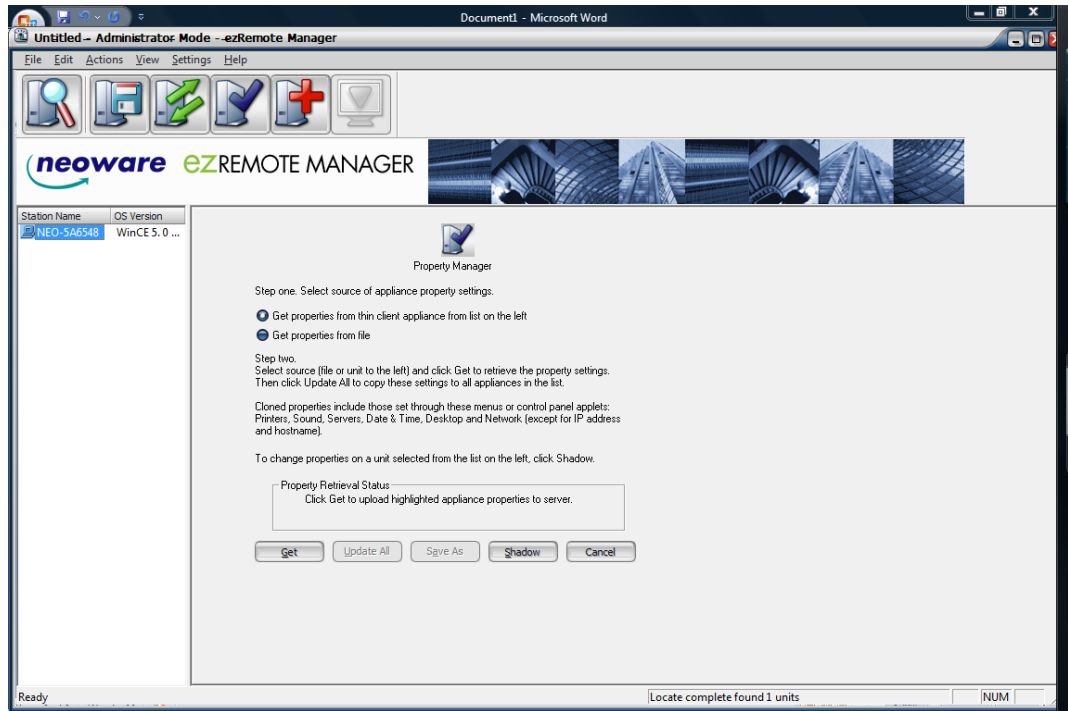 Document1 - Microsoft Word
Untitled - Administrator Mode --ezRemote Manager
File Edit Actions View Settings Help
neoware ezREMOTE MANAGER
Station Name OS Version
NEO-5A6548 WinCE 5. 0 ...
Property Manager
Step one. Select source of appliance property settings.
Get properties from thin client appliance from list on the left
Get properties from file
Step two.
Select source (file or unit to the left) and click Get to retrieve the property settings.
Then click Update All to copy these settings to all appliances in the list.
Cloned properties include those set through these menus or control panel applets:
Printers, Sound, Servers, Date & Time, Desktop and Network (except for IP address
and hostname).
To change properties on a unit selected from the list on the left, click Shadow.
Property Retrieval Status
Click Get to upload highlighted appliance properties to server.
Get Update All Save As Shadow Cancel
Ready Locate complete found 1 units NUM